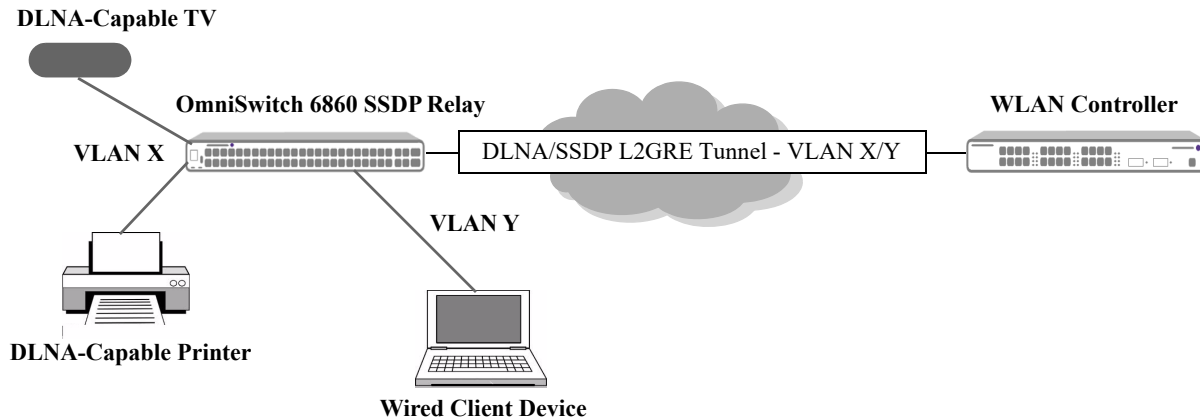 DLNA-Capable TV
OmniSwitch 6860 SSDP Relay
WLAN Controller
VLAN X
DLNA/SSDP L2GRE Tunnel - VLAN X/Y
VLAN Y
DLNA-Capable Printer
Wired Client Device